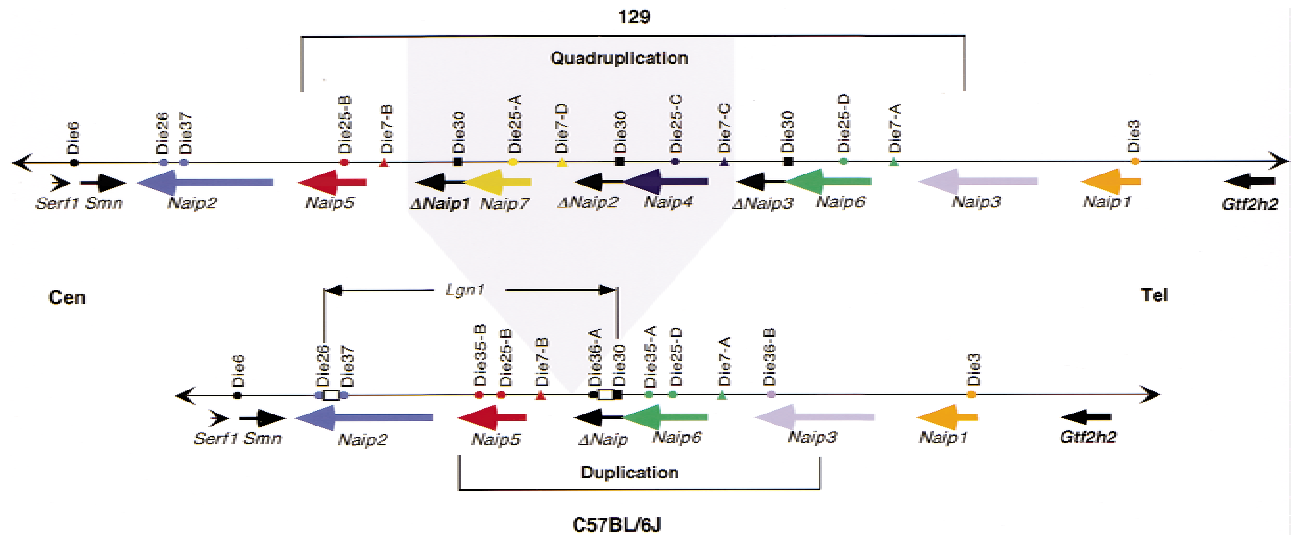 129
Quadruplication
Die6 Die26 Die37 Die25-B Die7-B Die30 Die25-A Die7-D Die30 Die25-C Die7-C Die30 Die25-D Die7-A Die3
Serf1 Smn Naip2 Naip5 ΔNaip1 Naip7 ΔNaip2 Naip4 ΔNaip3 Naip6 Naip3 Naip1 Gtf2h2
Cen Lgn1 Tel
Die6 Die26 Die37 Die35-B Die25-B Die7-B Die36-A Die30 Die35-A Die25-D Die7-A Die36-B Die3
Serf1 Smn Naip2 Naip5 ΔNaip Naip6 Naip3 Naip1 Gtf2h2
Duplication
C57BL/6J